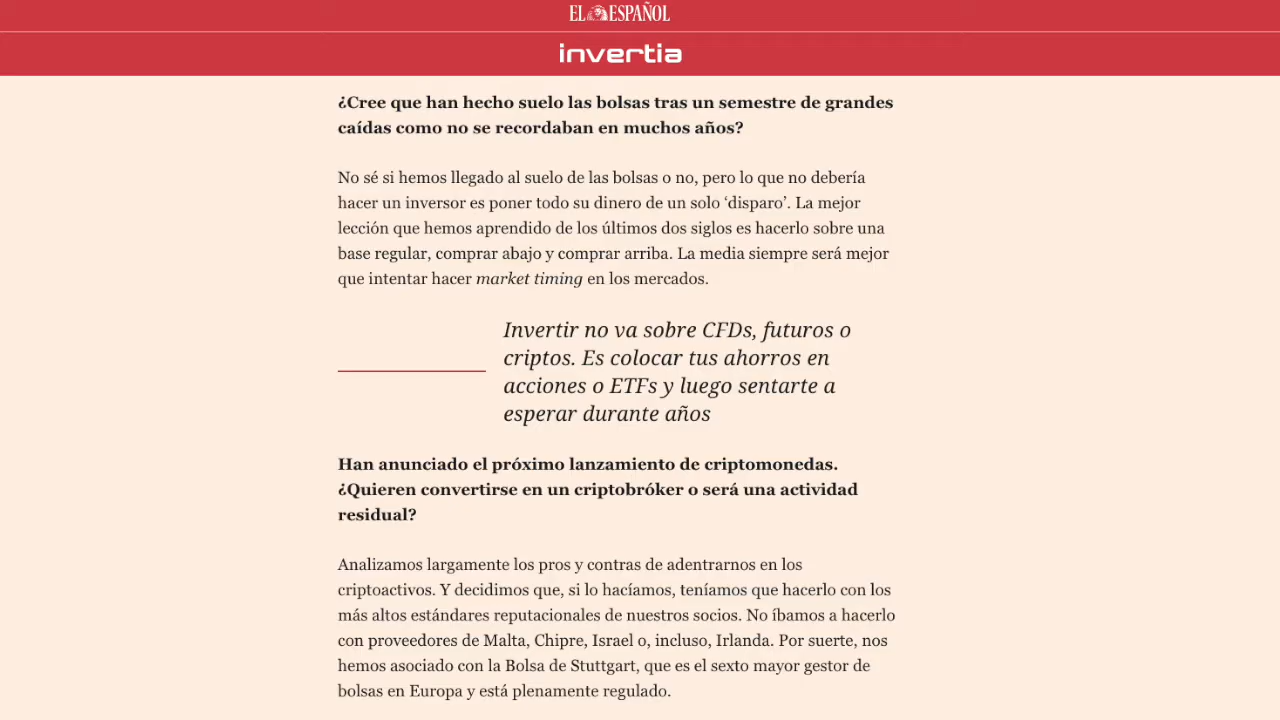 EL ESPAÑOL
invertia
¿Cree que han hecho suelo las bolsas tras un semestre de grandes
caídas como no se recordaban en muchos años?
No sé si hemos llegado al suelo de las bolsas o no, pero lo que no debería
hacer un inversor es poner todo su dinero de un solo ‘disparo’. La mejor
lección que hemos aprendido de los últimos dos siglos es hacerlo sobre una
base regular, comprar abajo y comprar arriba. La media siempre será mejor
que intentar hacer market timing en los mercados.
Invertir no va sobre CFDs, futuros o
criptos. Es colocar tus ahorros en
acciones o ETFs y luego sentarte a
esperar durante años
Han anunciado el próximo lanzamiento de criptomonedas.
¿Quieren convertirse en un criptobróker o será una actividad
residual?
Analizamos largamente los pros y contras de adentrarnos en los
criptoactivos. Y decidimos que, si lo hacíamos, teníamos que hacerlo con los
más altos estándares reputacionales de nuestros socios. No íbamos a hacerlo
con proveedores de Malta, Chipre, Israel o, incluso, Irlanda. Por suerte, nos
hemos asociado con la Bolsa de Stuttgart, que es el sexto mayor gestor de
bolsas en Europa y está plenamente regulado.